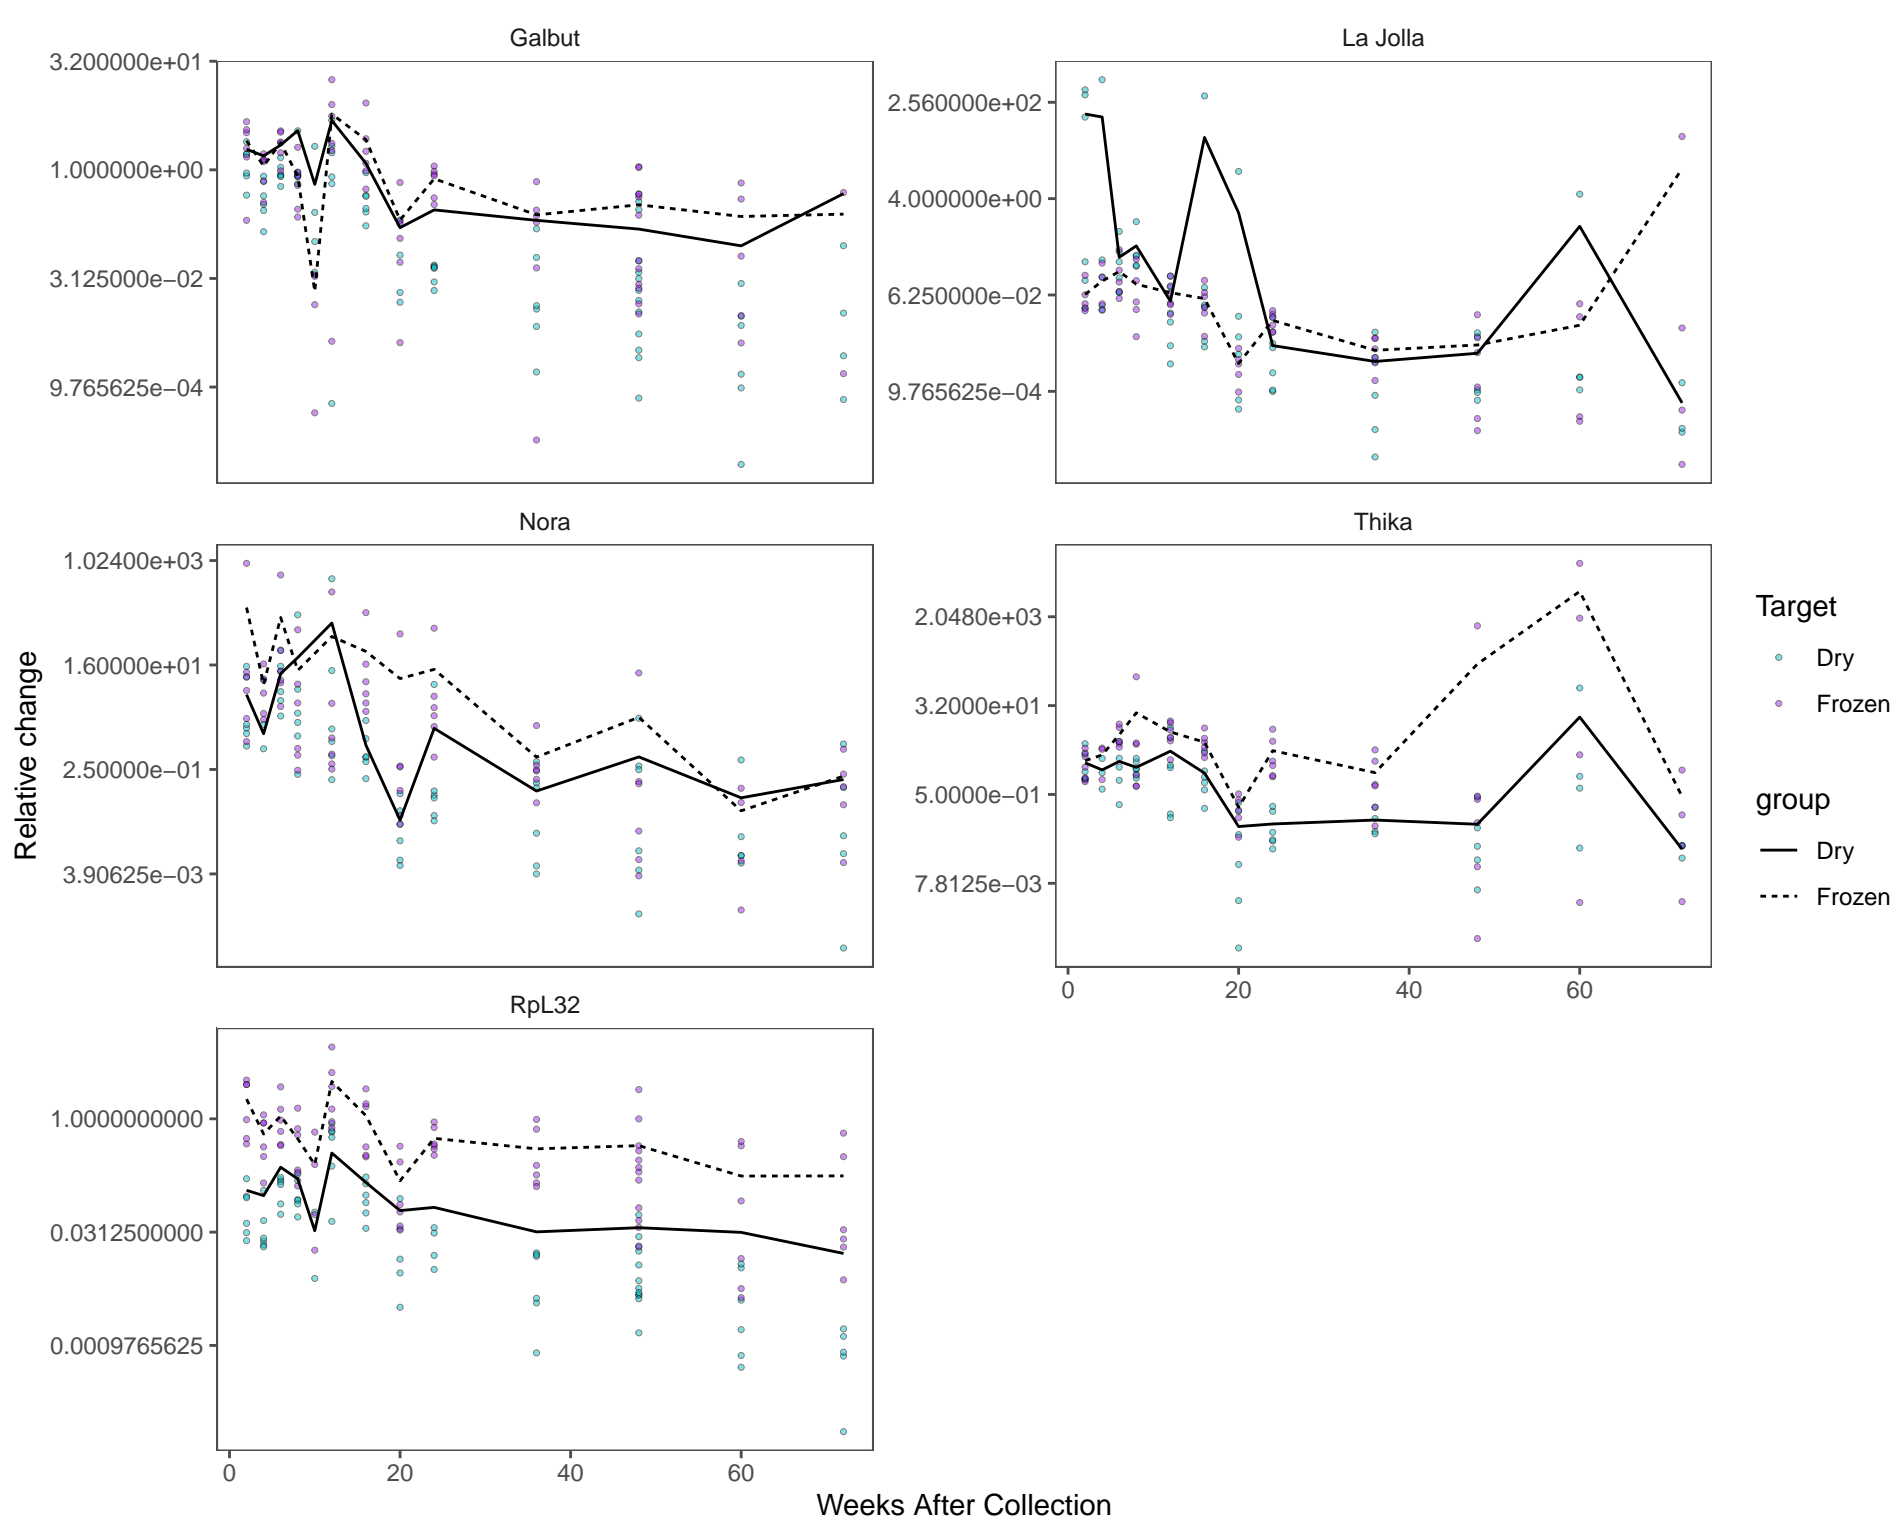 Galbut
3.200000e+01
1.000000e+00
3.125000e−02
9.765625e−04
La Jolla
2.560000e+02
4.000000e+00
6.250000e−02
9.765625e−04
Nora
1.02400e+03
1.60000e+01
2.50000e−01
3.90625e−03
Thika
2.0480e+03
3.2000e+01
5.0000e−01
7.8125e−03
0 20 40 60
RpL32
1.0000000000
0.0312500000
0.0009765625
0 20 40 60
Relative change
Weeks After Collection
Target
Dry
Frozen
group
Dry
Frozen